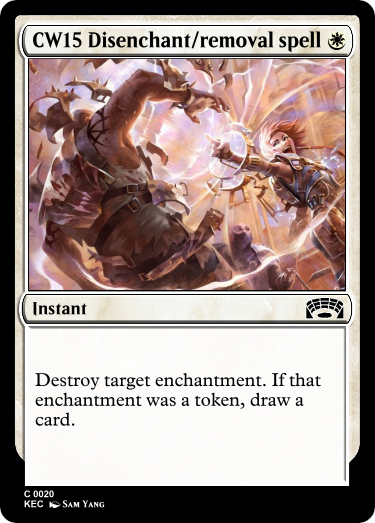 CW15 Disenchant/removal spell
Instant
Destroy target enchantment. If that
enchantment was a token, draw a
card.
C 0020
KEC Sam Yang